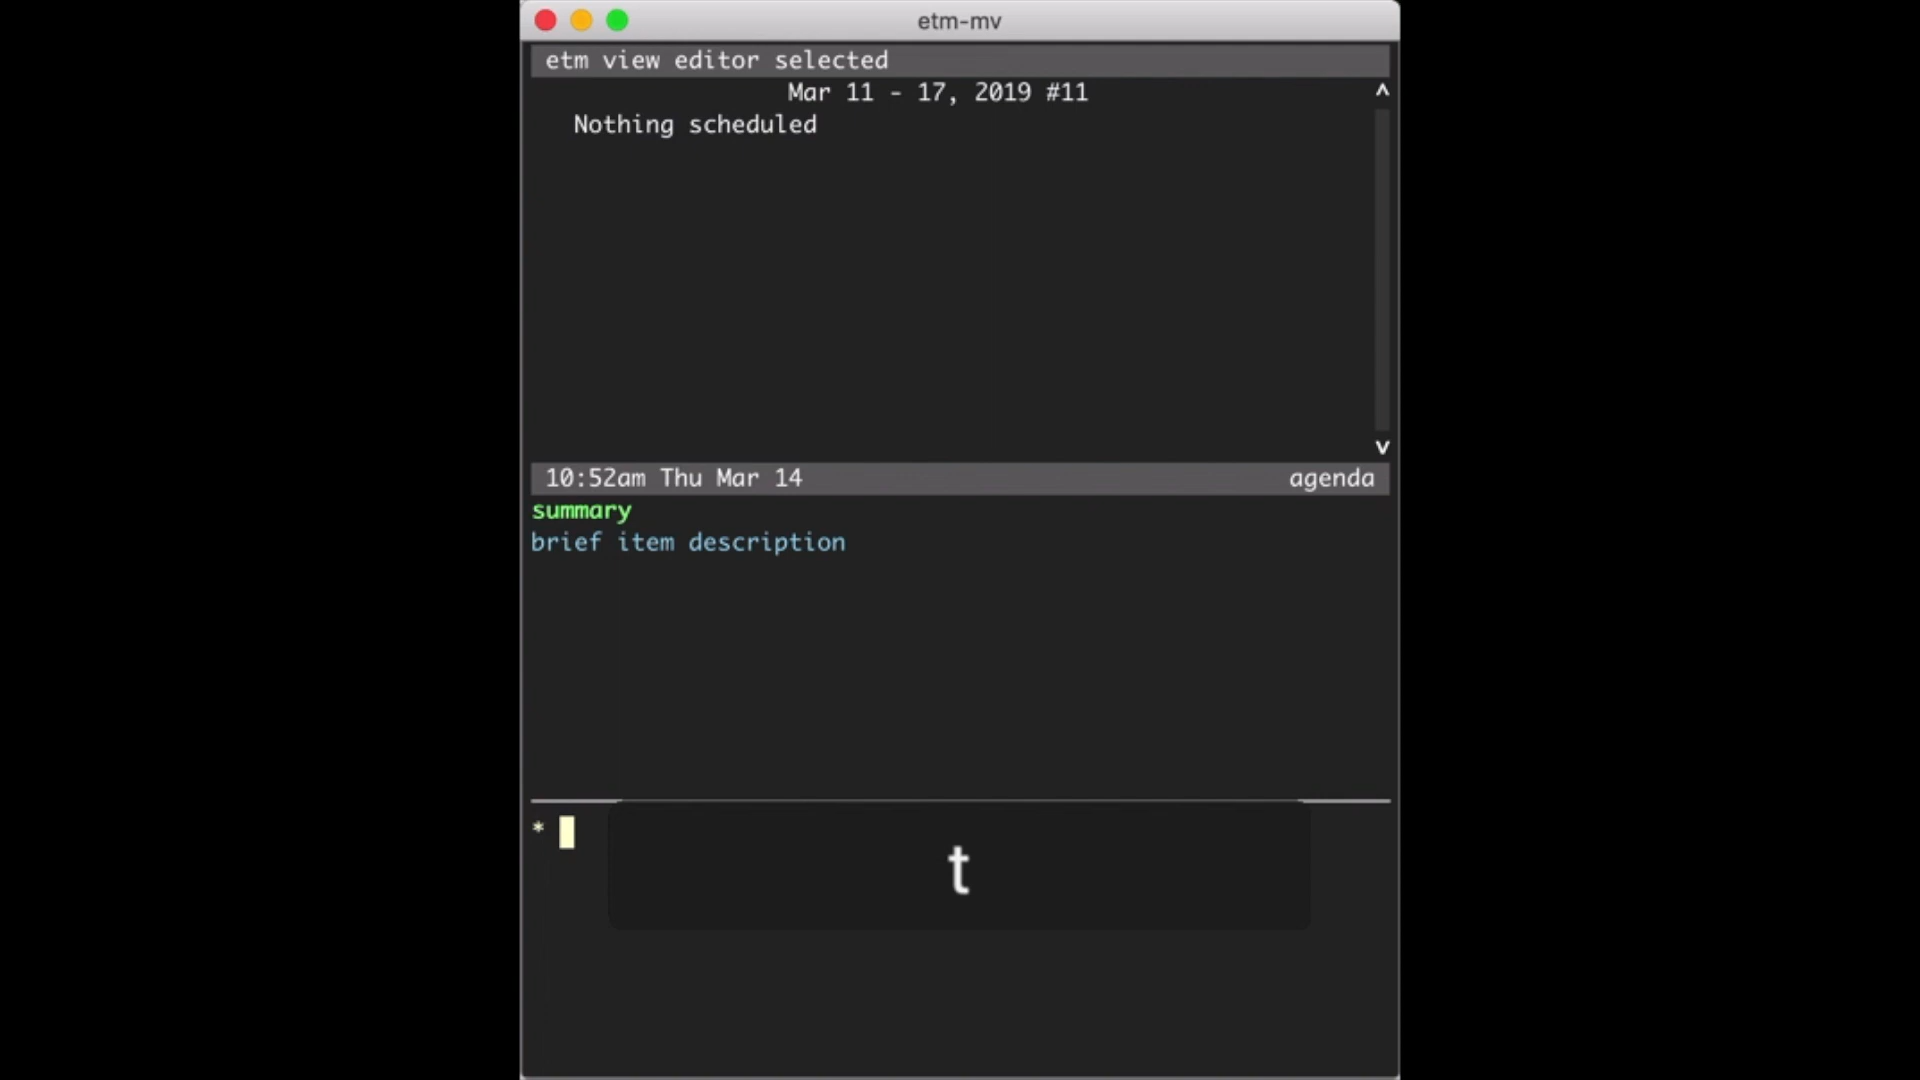 etm-mv
etm view editor selected
Mar 11 - 17, 2019 #11
^
Nothing scheduled
v
10:52am Thu Mar 14 agenda
summary
brief item description
*
t